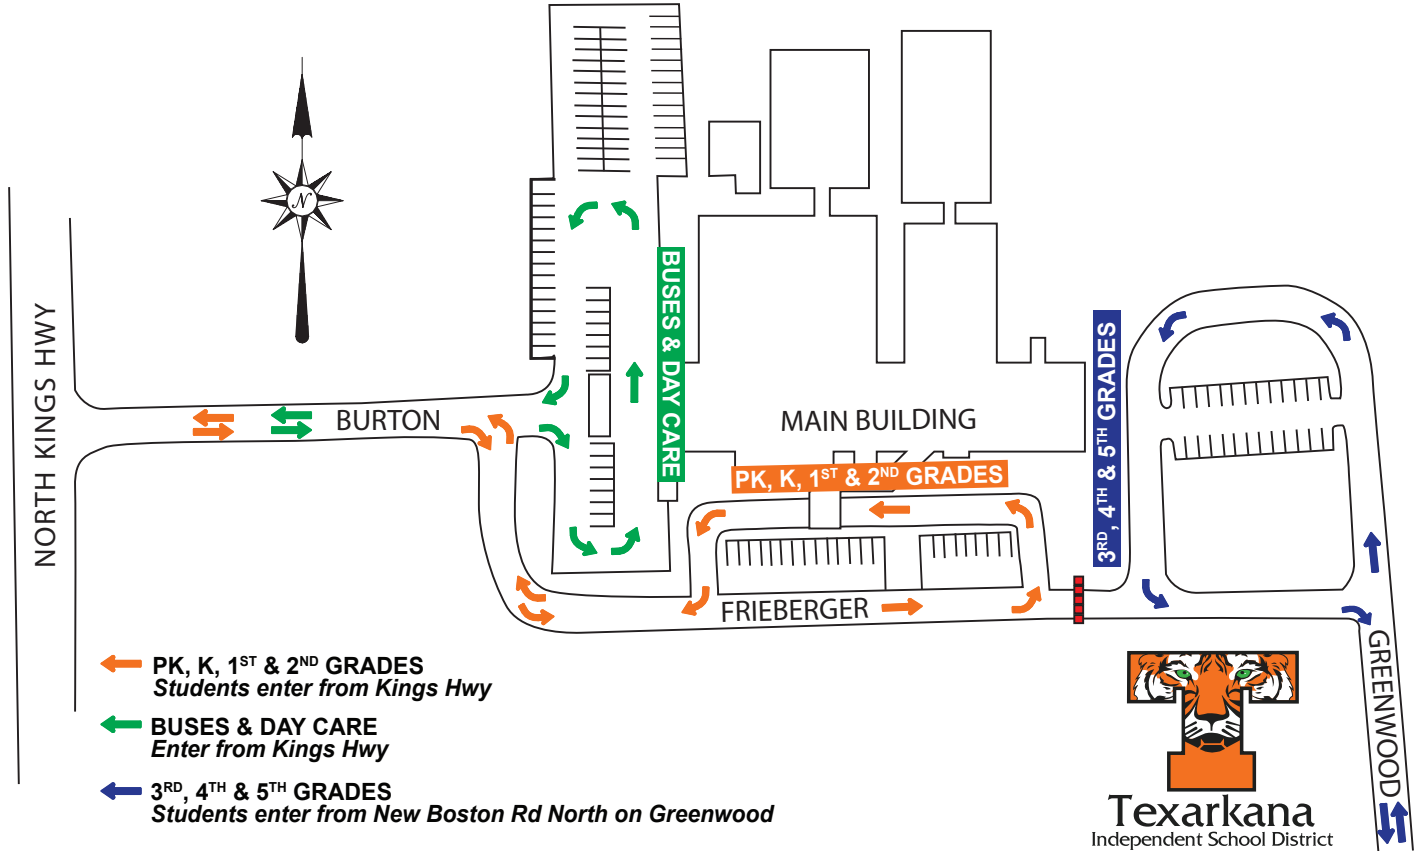 N
NORTH KINGS HWY
BURTON
BUSES & DAY CARE
MAIN BUILDING
PK, K, 1ST & 2ND GRADES
3RD, 4TH & 5TH GRADES
FRIEBERGER
GREENWOOD
PK, K, 1ST & 2ND GRADES
Students enter from Kings Hwy
BUSES & DAY CARE
Enter from Kings Hwy
3RD, 4TH & 5TH GRADES
Students enter from New Boston Rd North on Greenwood
Texarkana
Independent School District